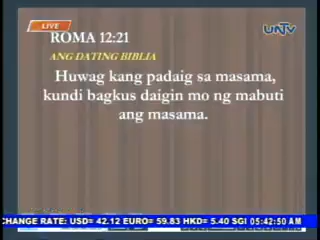 LIVE
UNTV
ROMA 12:21
ANG DATING BIBLIA
Huwag kang padaig sa masama,
kundi bagkus daigin mo ng mabuti
ang masama.
CHANGE RATE: USD= 42.12 EURO= 59.83 HKD= 5.40 SGI
05:42:50 AM